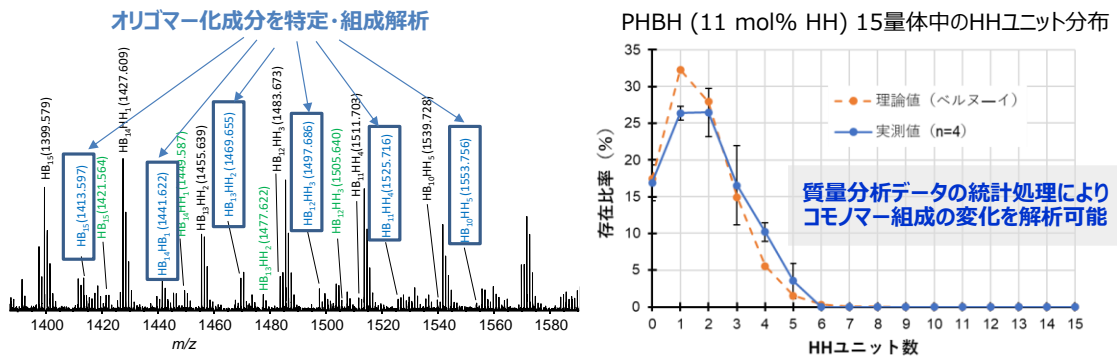 オリゴマー化成分を特定・組成解析
HB15(1399.579)
HB15(1413.597)
HB15(1421.564)
HB14HH1(1427.609)
HB14HH1(1441.622)
HB14HH1(1449.587)
HB13HH2(1455.639)
HB13HH2(1469.655)
HB13HH2(1477.622)
HB12HH3(1483.673)
HB12HH3(1497.686)
HB12HH3(1505.640)
HB11HH4(1511.703)
HB11HH4(1525.716)
HB10HH5(1539.728)
HB10HH5(1553.756)
1400 1420 1440 1460 1480 1500 1520 1540 1560 1580
m/z
PHBH (11 mol% HH) 15量体中のHHユニット分布
存在比率（%）
35
30
25
20
15
10
5
0
理論値（ベルヌーイ）
実測値（n=4）
質量分析データの統計処理により
コモノマー組成の変化を解析可能
0 1 2 3 4 5 6 7 8 9 10 11 12 13 14 15
HHユニット数